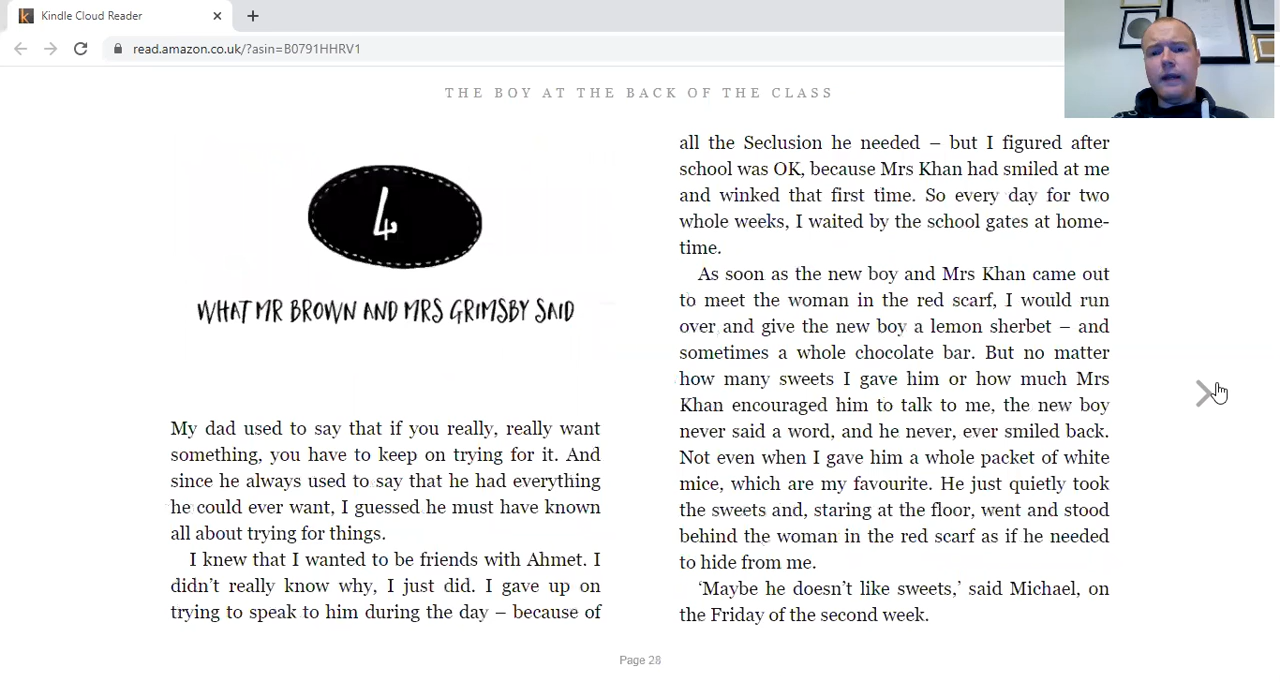 Kindle Cloud Reader
read.amazon.co.uk/?asin=B0791HHRV1
THE BOY AT THE BACK OF THE CLASS
4
WHAT MR BROWN AND MRS GRIMSBY SAID
My dad used to say that if you really, really want
something, you have to keep on trying for it. And
since he always used to say that he had everything
he could ever want, I guessed he must have known
all about trying for things.
I knew that I wanted to be friends with Ahmet. I
didn't really know why, I just did. I gave up on
trying to speak to him during the day – because of
all the Seclusion he needed – but I figured after
school was OK, because Mrs Khan had smiled at me
and winked that first time. So every day for two
whole weeks, I waited by the school gates at home-
time.
As soon as the new boy and Mrs Khan came out
to meet the woman in the red scarf, I would run
over and give the new boy a lemon sherbet – and
sometimes a whole chocolate bar. But no matter
how many sweets I gave him or how much Mrs
Khan encouraged him to talk to me, the new boy
never said a word, and he never, ever smiled back.
Not even when I gave him a whole packet of white
mice, which are my favourite. He just quietly took
the sweets and, staring at the floor, went and stood
behind the woman in the red scarf as if he needed
to hide from me.
'Maybe he doesn't like sweets,' said Michael, on
the Friday of the second week.
Page 28